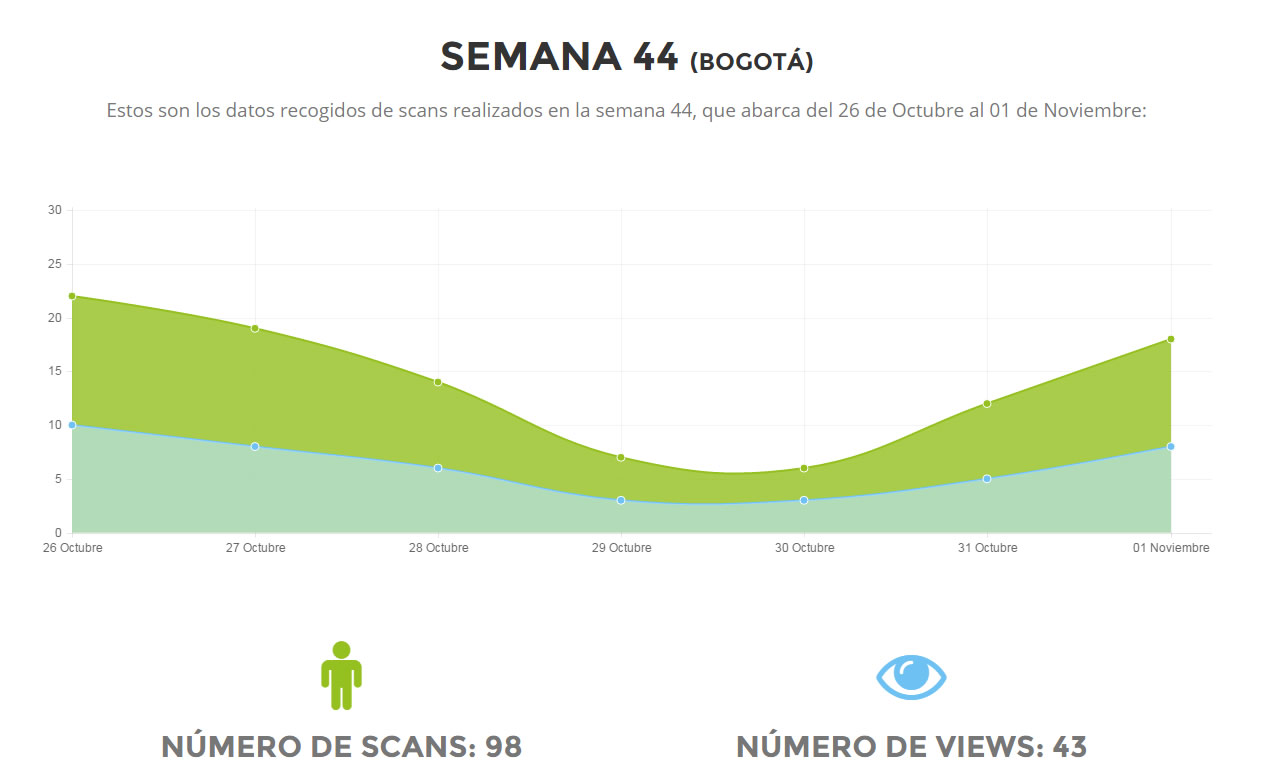 SEMANA 44 (BOGOTÁ)
Estos son los datos recogidos de scans realizados en la semana 44, que abarca del 26 de Octubre al 01 de Noviembre:
30
25
20
15
10
5
0
26 Octubre 27 Octubre 28 Octubre 29 Octubre 30 Octubre 31 Octubre 01 Noviembre
NÚMERO DE SCANS: 98 NÚMERO DE VIEWS: 43